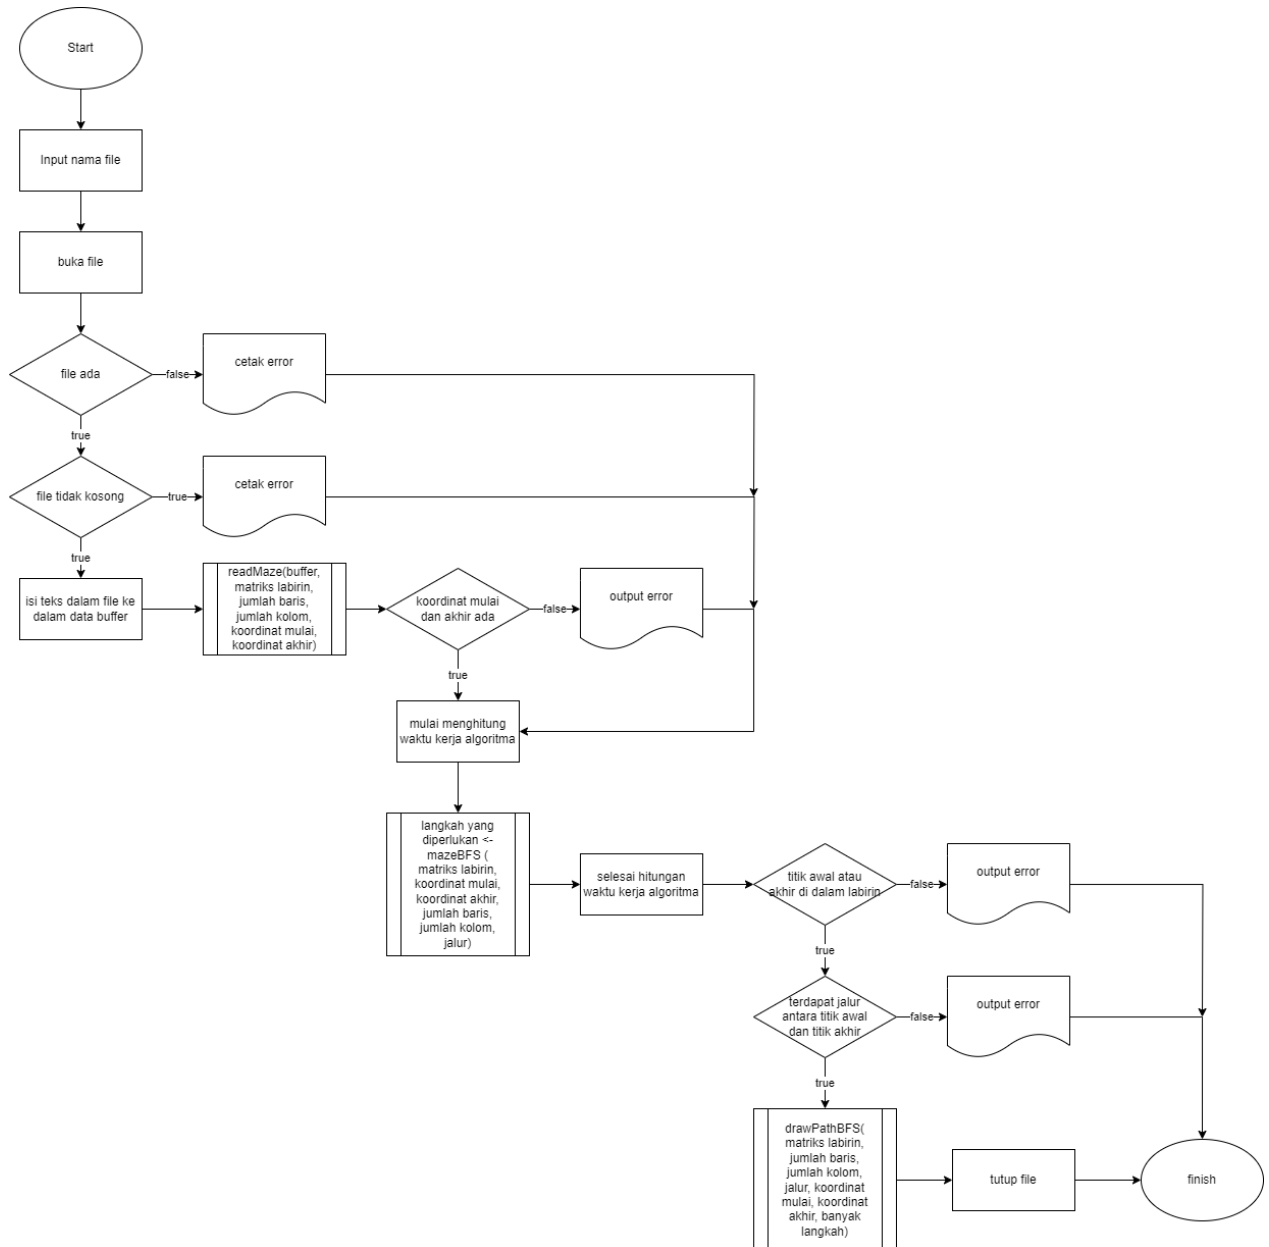 Start
Input nama file
buka file
file ada
false
cetak error
true
file tidak kosong
true
cetak error
true
isi teks dalam file ke
dalam data buffer
readMaze(buffer,
matriks labirin,
jumlah baris,
jumlah kolom,
koordinat mulai,
koordinat akhir)
koordinat mulai
dan akhir ada
false
output error
true
mulai menghitung
waktu kerja algoritma
langkah yang
diperlukan <-
mazeBFS (
matriks labirin,
koordinat mulai,
koordinat akhir,
jumlah baris,
jumlah kolom,
jalur)
selesai hitungan
waktu kerja algoritma
titik awal atau
akhir di dalam labirin
false
output error
true
terdapat jalur
antara titik awal
dan titik akhir
false
output error
true
drawPathBFS(
matriks labirin,
jumlah baris,
jumlah kolom,
jalur, koordinat
mulai, koordinat
akhir, banyak
langkah)
tutup file
finish